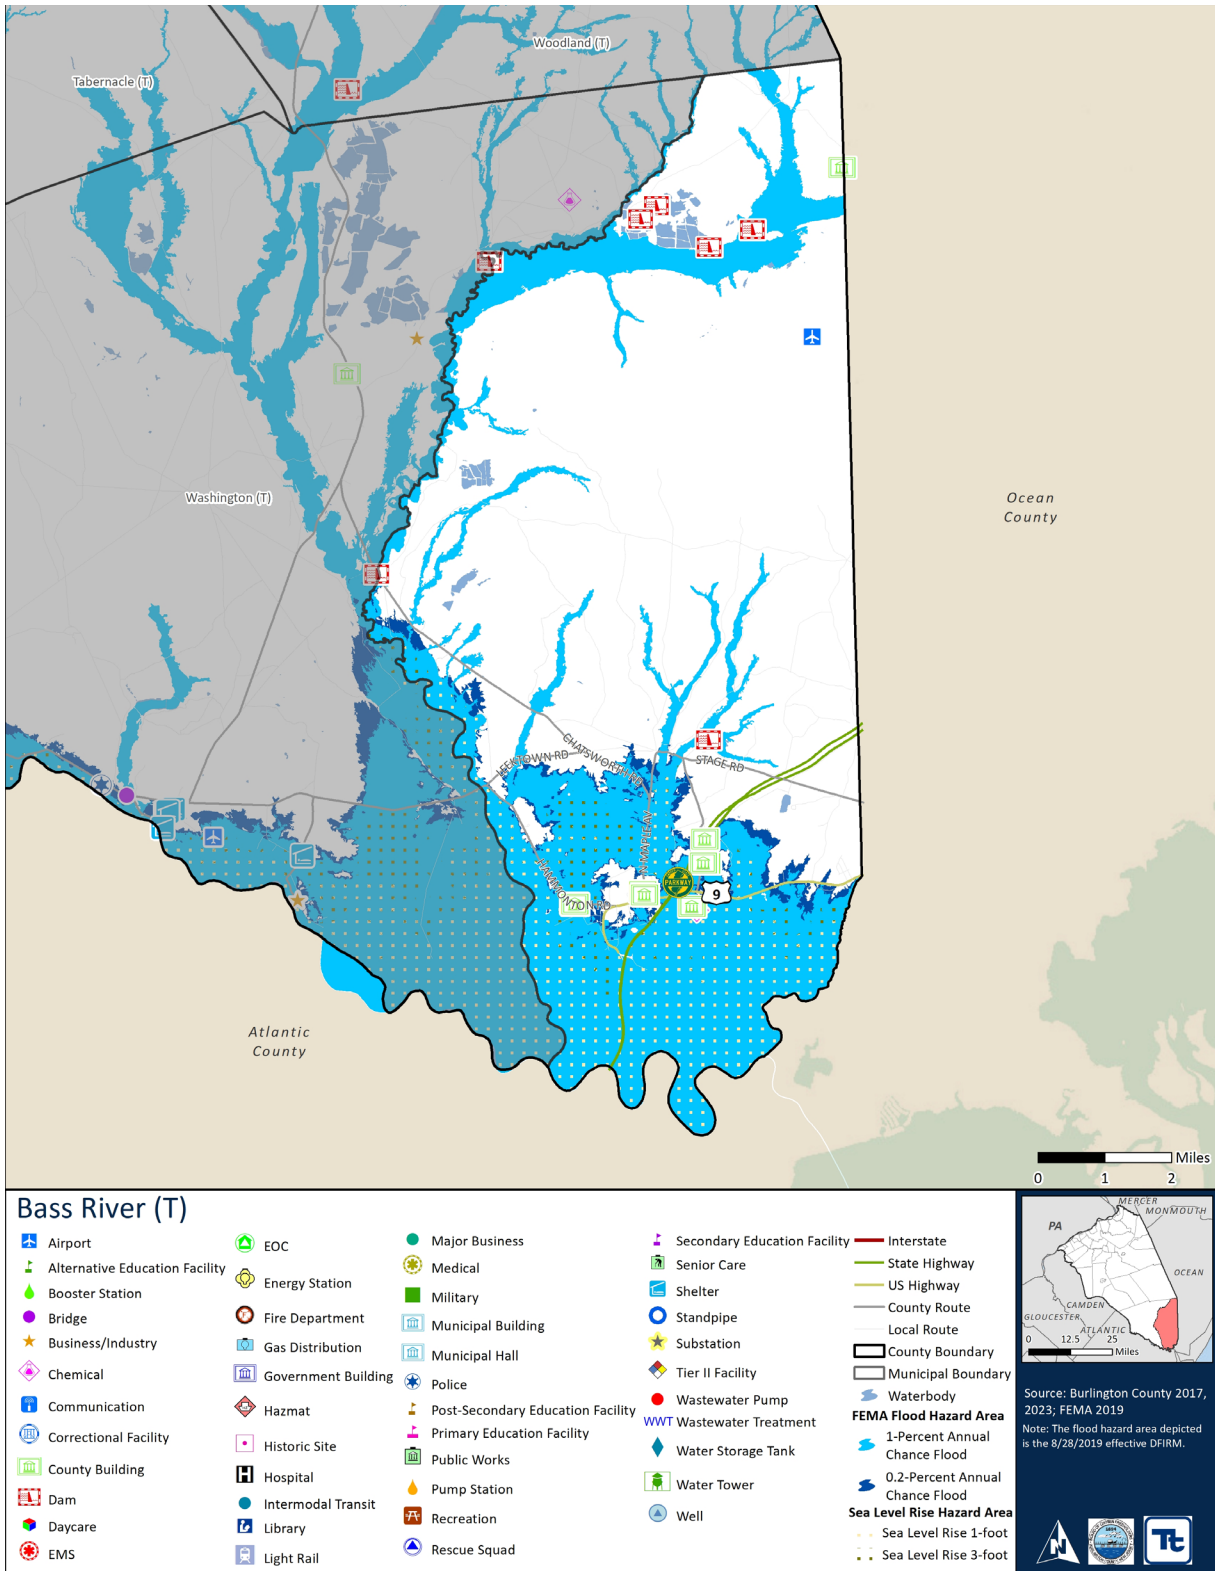 Woodland (T)
Tabernacle (T)
Washington (T)
Ocean
County
CHATSWORTH RD
LEEKTOWN RD
STAGE RD
N MAPLE AV
HAMMONTON RD
PARKWAY
9
Atlantic
County
Miles
0 1 2
Bass River (T)
Airport
Alternative Education Facility
Booster Station
Bridge
Business/Industry
Chemical
Communication
Correctional Facility
County Building
Dam
Daycare
EMS
EOC
Energy Station
Fire Department
Gas Distribution
Government Building
Hazmat
Historic Site
Hospital
Intermodal Transit
Library
Light Rail
Major Business
Medical
Military
Municipal Building
Municipal Hall
Police
Post-Secondary Education Facility
Primary Education Facility
Public Works
Pump Station
Recreation
Rescue Squad
Secondary Education Facility
Senior Care
Shelter
Standpipe
Substation
Tier II Facility
Wastewater Pump
WWT Wastewater Treatment
Water Storage Tank
Water Tower
Well
Interstate
State Highway
US Highway
County Route
Local Route
County Boundary
Municipal Boundary
Waterbody
FEMA Flood Hazard Area
1-Percent Annual
Chance Flood
0.2-Percent Annual
Chance Flood
Sea Level Rise Hazard Area
Sea Level Rise 1-foot
Sea Level Rise 3-foot
MERCER
MONMOUTH
PA
OCEAN
CAMDEN
GLOUCESTER
ATLANTIC
0 12.5 25
Miles
Source: Burlington County 2017,
2023; FEMA 2019
Note: The flood hazard area depicted
is the 8/28/2019 effective DFIRM.
N
Tt